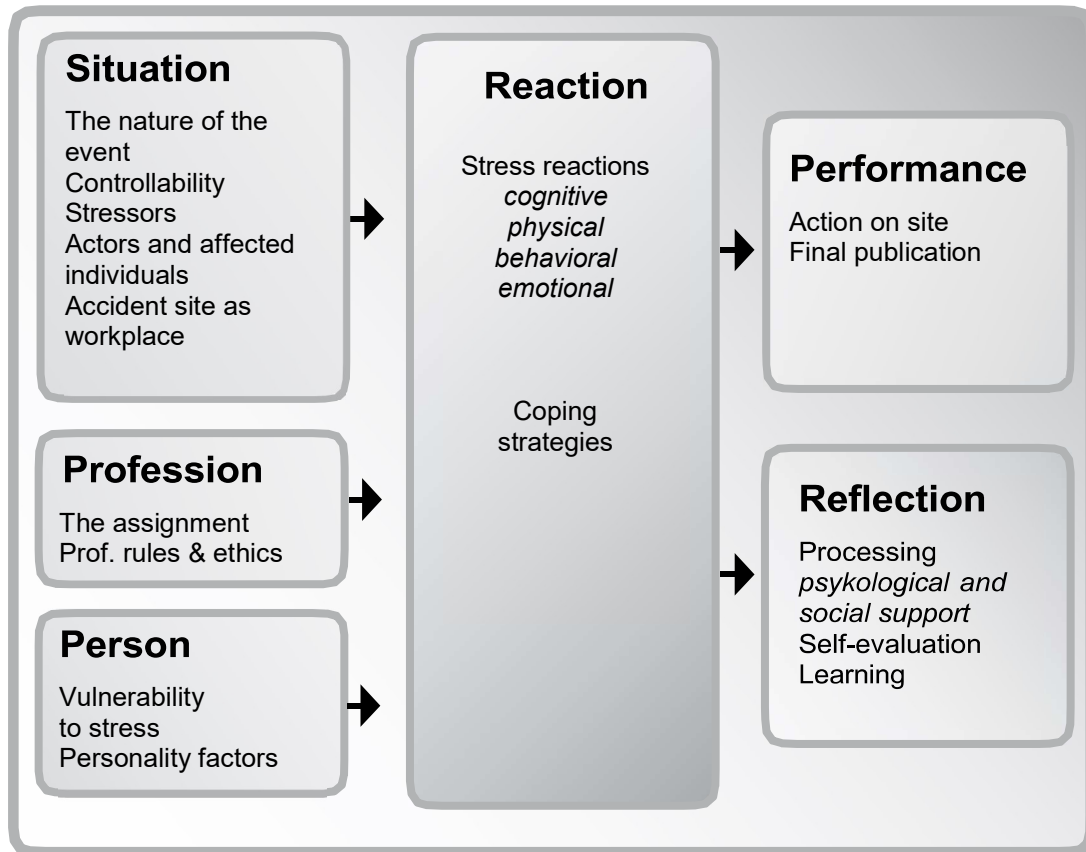 Situation
The nature of the
event
Controllability
Stressors
Actors and affected
individuals
Accident site as
workplace
Profession
The assignment
Prof. rules & ethics
Person
Vulnerability
to stress
Personality factors
Reaction
Stress reactions
cognitive
physical
behavioral
emotional
Coping
strategies
Performance
Action on site
Final publication
Reflection
Processing
psykological and
social support
Self-evaluation
Learning